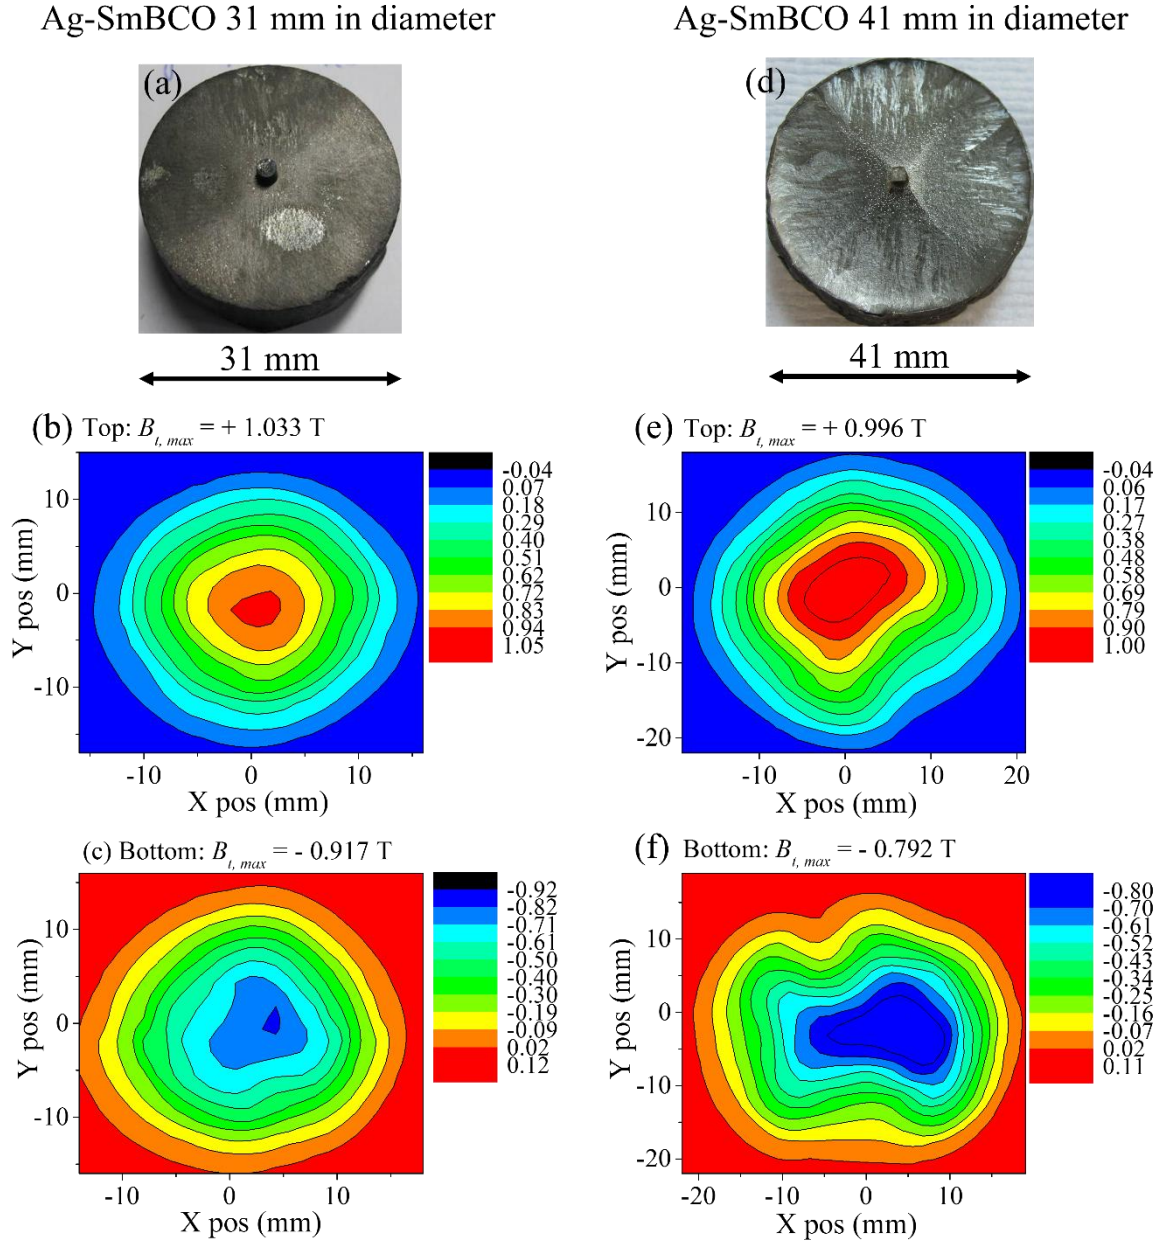 Ag-SmBCO 31 mm in diameter
Ag-SmBCO 41 mm in diameter
(a)
(d)
31 mm
41 mm
(b) Top: Bt, max = + 1.033 T
10
0
-10
Y pos (mm)
-10 0 10
X pos (mm)
-0.04
0.07
0.18
0.29
0.40
0.51
0.62
0.72
0.83
0.94
1.05
(e) Top: Bt, max = + 0.996 T
10
0
-10
-20
Y pos (mm)
-10 0 10 20
X pos (mm)
-0.04
0.06
0.17
0.27
0.38
0.48
0.58
0.69
0.79
0.90
1.00
(c) Bottom: Bt, max = - 0.917 T
10
0
-10
Y pos (mm)
-10 0 10
X pos (mm)
-0.92
-0.82
-0.71
-0.61
-0.50
-0.40
-0.30
-0.19
-0.09
0.02
0.12
(f) Bottom: Bt, max = - 0.792 T
10
0
-10
-20
Y pos (mm)
-20 -10 0 10
X pos (mm)
-0.80
-0.70
-0.61
-0.52
-0.43
-0.34
-0.25
-0.16
-0.07
0.02
0.11